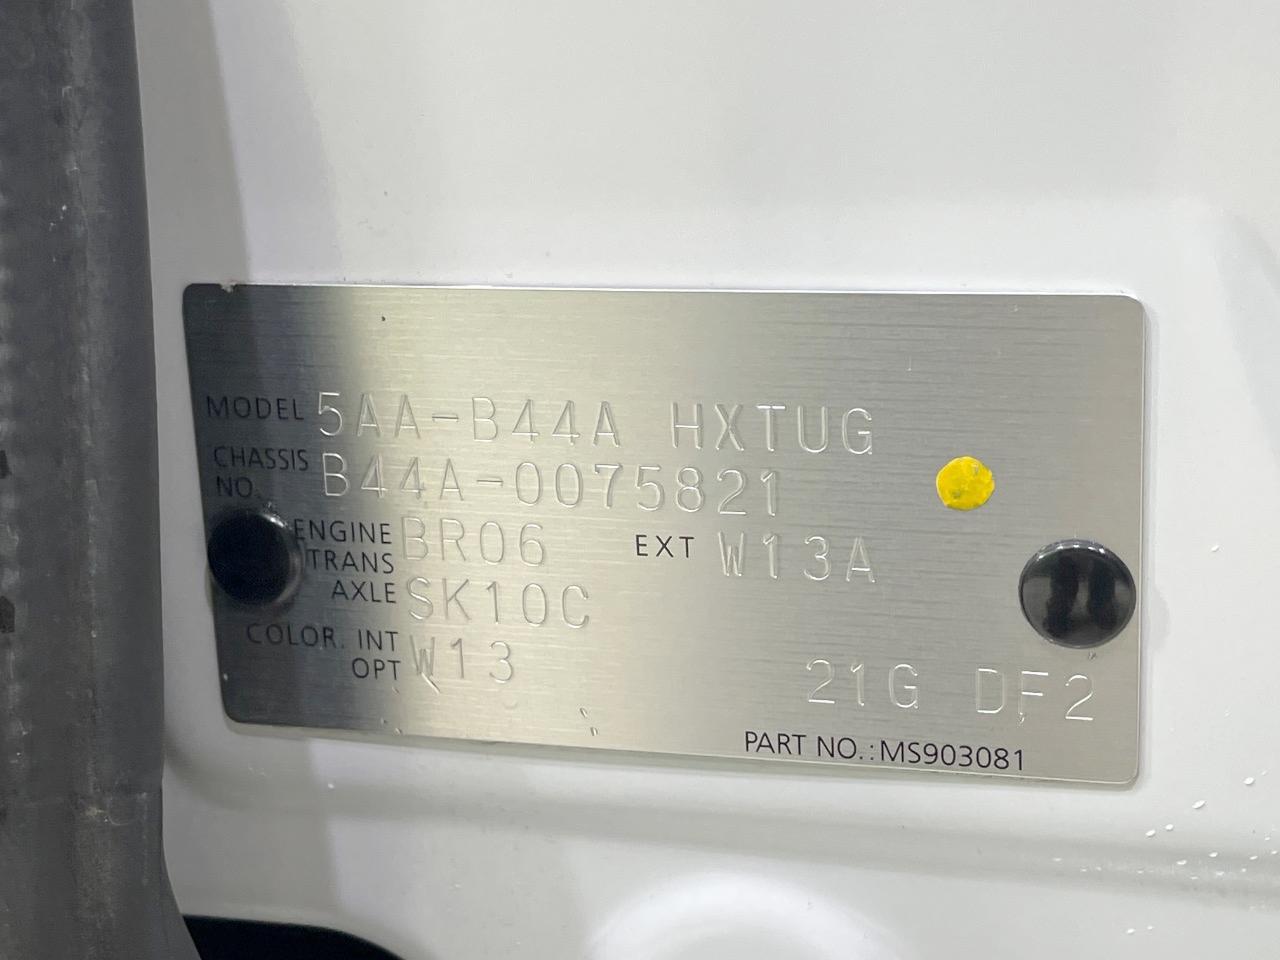 MODEL 5AA-B44A HXTUG
CHASSIS NO. B44A-0075821
ENGINE BR06 EXT W13A
TRANS AXLE SK10C
COLOR. INT OPT W13
21G DF2
PART NO.:MS903081